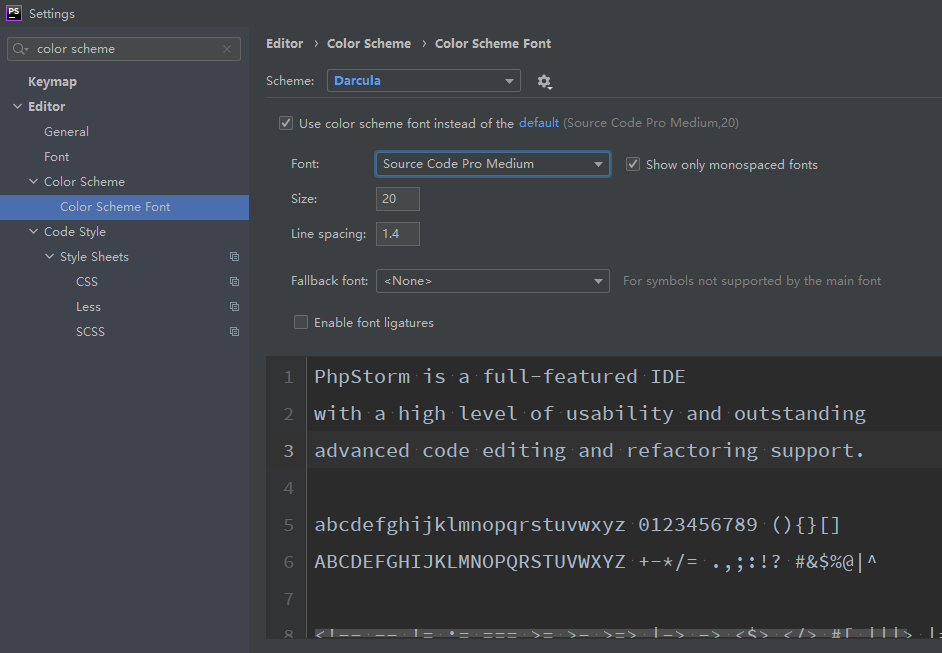 PS Settings
color scheme
Keymap
Editor
General
Font
Color Scheme
Color Scheme Font
Code Style
Style Sheets
CSS
Less
SCSS
Editor › Color Scheme › Color Scheme Font
Scheme: Darcula
Use color scheme font instead of the default (Source Code Pro Medium,20)
Font: Source Code Pro Medium Show only monospaced fonts
Size: 20
Line spacing: 1.4
Fallback font: <None> For symbols not supported by the main font
Enable font ligatures
1 PhpStorm is a full-featured IDE
2 with a high level of usability and outstanding
3 advanced code editing and refactoring support.
4
5 abcdefghijklmnopqrstuvwxyz 0123456789 (){}[]
6 ABCDEFGHIJKLMNOPQRSTUVWXYZ +-*/= .,;:!? #&$%@|^
7
8 <!-- -- != := === >= >- >=> |-> -> <$> </> #[ |||> |=